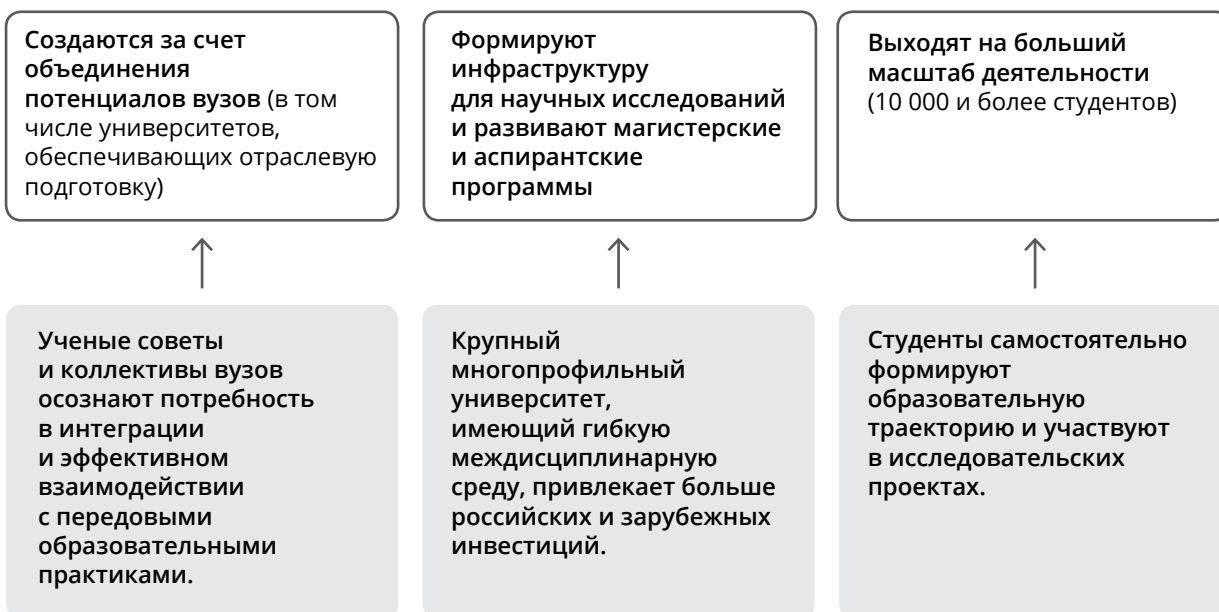 Создаются за счет
объединения
потенциалов вузов (в том
числе университетов,
обеспечивающих отраслевую
подготовку)
Формируют
инфраструктуру
для научных исследований
и развивают магистерские
и аспирантские
программы
Выходят на больший
масштаб деятельности
(10 000 и более студентов)
Ученые советы
и коллективы вузов
осознают потребность
в интеграции
и эффективном
взаимодействии
с передовыми
образовательными
практиками.
Крупный
многопрофильный
университет,
имеющий гибкую
междисциплинарную
среду, привлекает больше
российских и зарубежных
инвестиций.
Студенты самостоятельно
формируют
образовательную
траекторию и участвуют
в исследовательских
проектах.